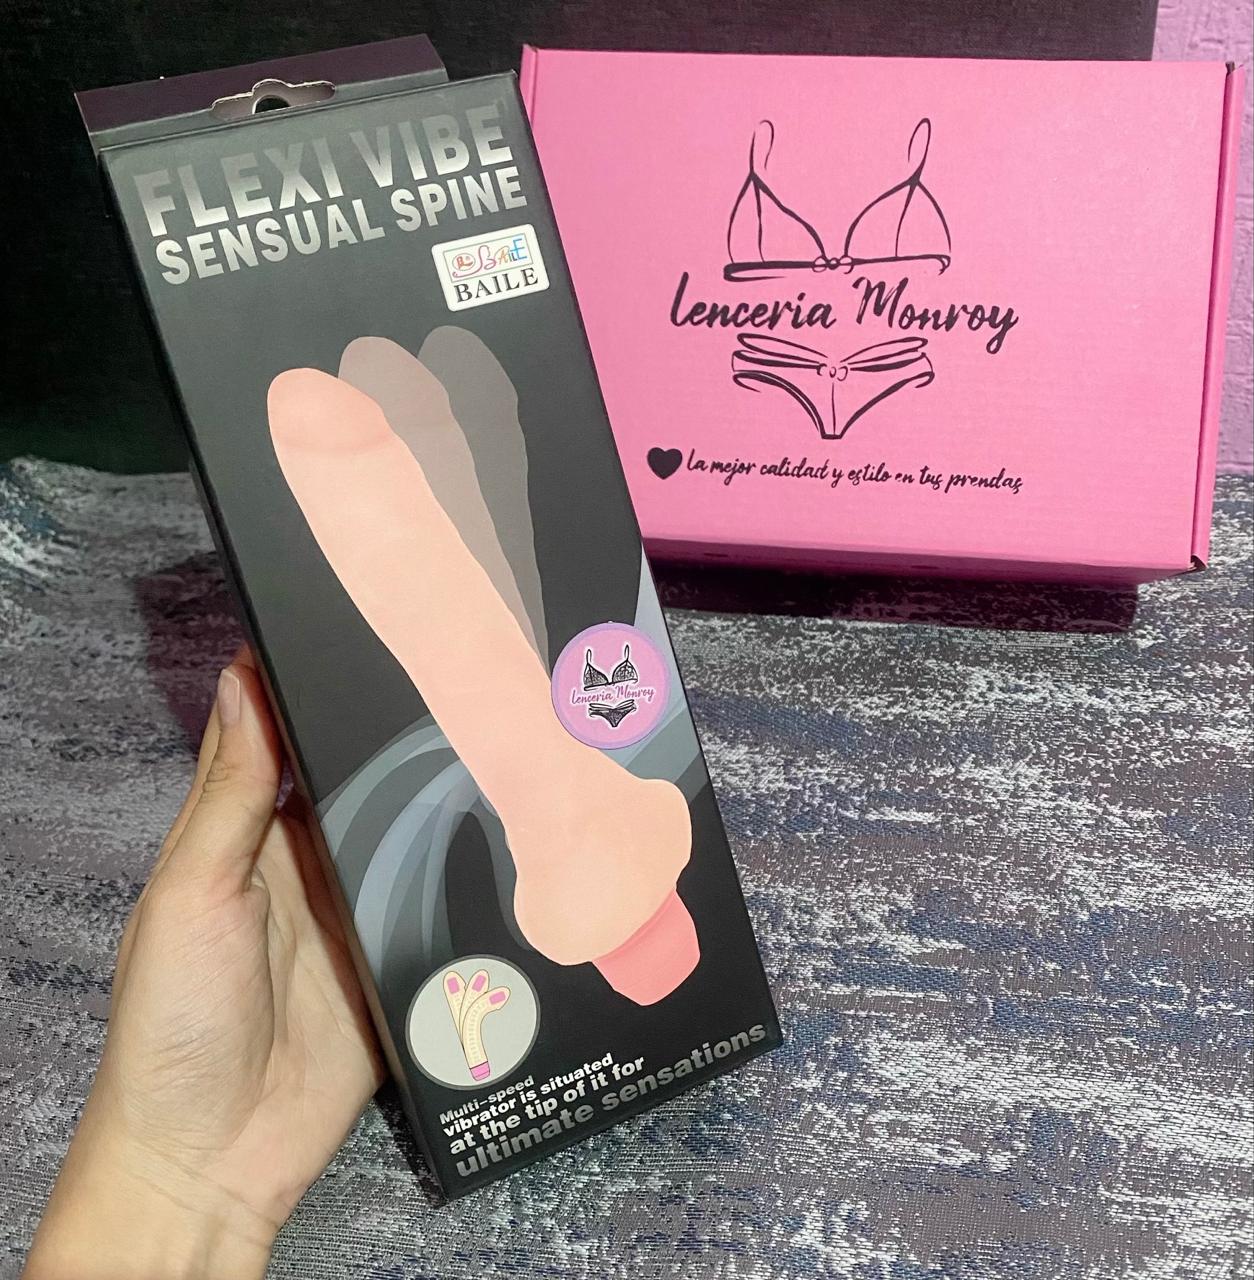 FLEXI VIBE
SENSUAL SPINE
BAILE
BAILE
Lenceria Monroy
La mejor calidad y estilo en tus prendas
Lenceria Monroy
Multi-speed
vibrator is situated
at the tip of it for
ultimate sensations